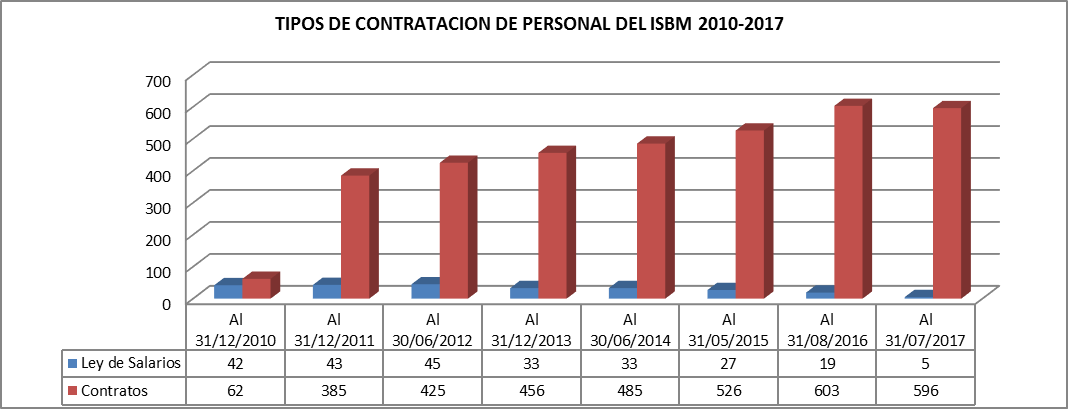 TIPOS DE CONTRATACION DE PERSONAL DEL ISBM 2010-2017
700
600
500
400
300
200
100
0
Al Al Al Al Al Al Al Al
31/12/2010 31/12/2011 30/06/2012 31/12/2013 30/06/2014 31/05/2015 31/08/2016 31/07/2017
Ley de Salarios 42 43 45 33 33 27 19 5
Contratos 62 385 425 456 485 526 603 596